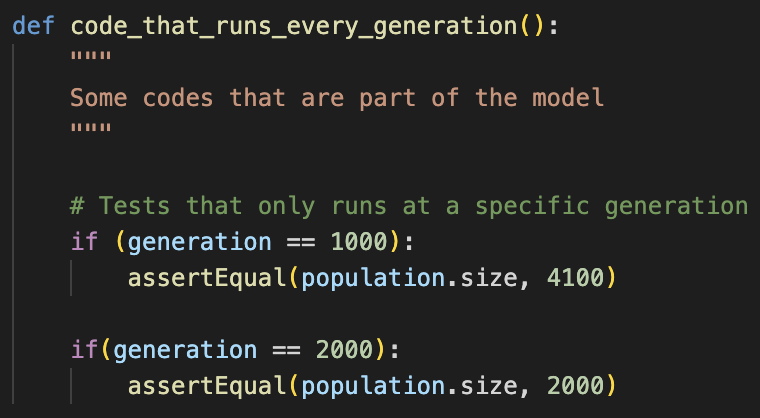 def code_that_runs_every_generation():
"""
Some codes that are part of the model
"""
# Tests that only runs at a specific generation
if (generation == 1000):
assertEqual(population.size, 4100)
if(generation == 2000):
assertEqual(population.size, 2000)